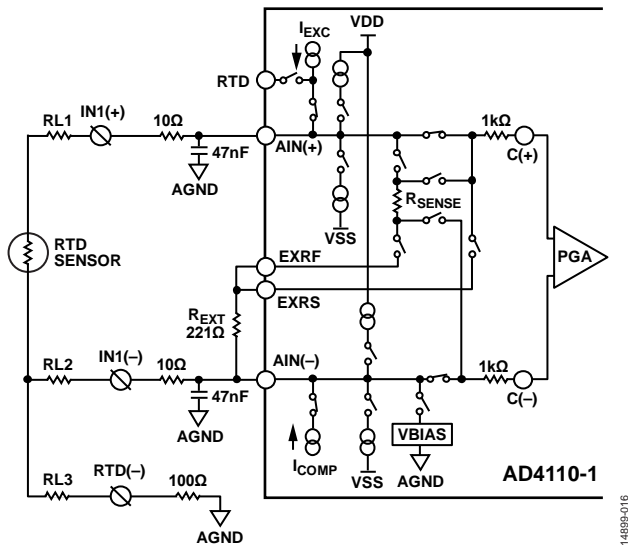 VDD
IEXC
RTD
RL1
IN1(+)
10Ω
AIN(+)
1kΩ
C(+)
47nF
AGND
RSENSE
VSS
RTD
SENSOR
EXRF
PGA
EXRS
REXT
221Ω
RL2
IN1(–)
10Ω
AIN(–)
1kΩ
C(–)
47nF
AGND
VBIAS
ICOMP
VSS
AGND
AD4110-1
RL3
RTD(–)
100Ω
AGND
14899-016